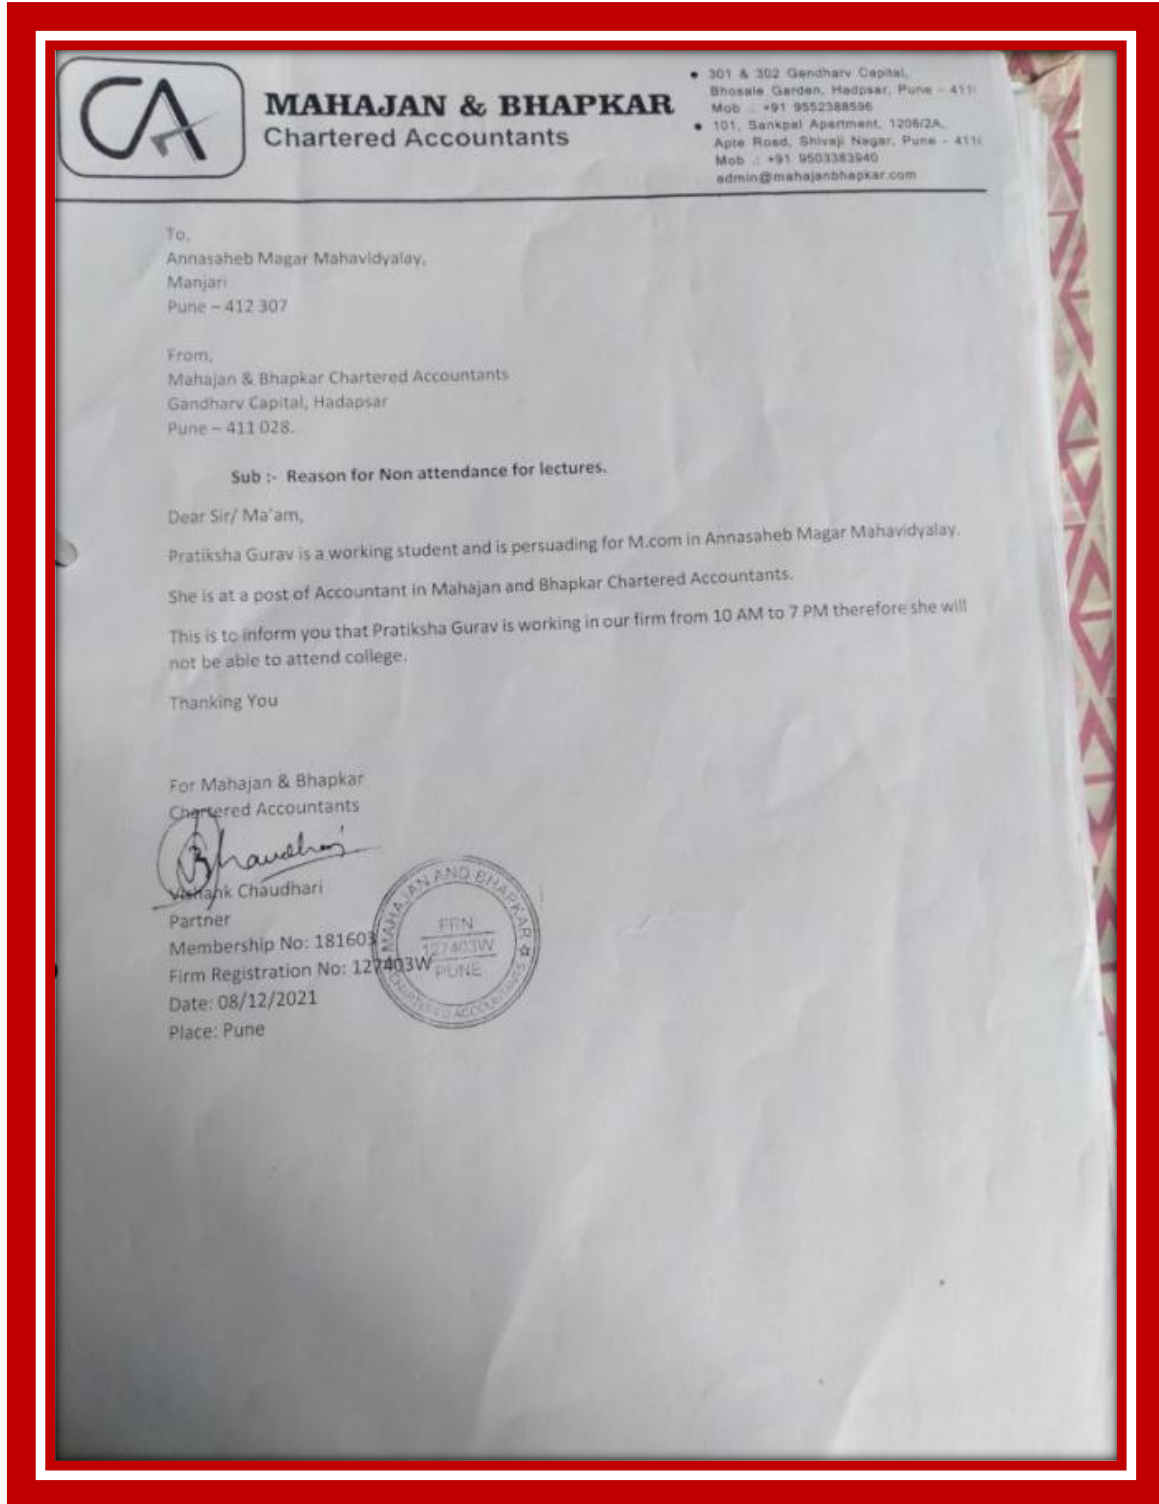 CA
MAHAJAN & BHAPKAR
Chartered Accountants
• 301 & 302 Gandharv Capital,
Bhosale Garden, Hadpsar, Pune - 411
Mob .: +91 9552388596
• 101, Sankpal Apartment, 1206/2A,
Apte Road, Shivaji Nagar, Pune - 411
Mob .: +91 9503383940
admin@mahajanbhapkar.com
To,
Annasaheb Magar Mahavidyalay,
Manjari
Pune – 412 307
From,
Mahajan & Bhapkar Chartered Accountants
Gandharv Capital, Hadapsar
Pune – 411 028.
Sub :- Reason for Non attendance for lectures.
Dear Sir/ Ma'am,
Pratiksha Gurav is a working student and is persuading for M.com in Annasaheb Magar Mahavidyalay.
She is at a post of Accountant in Mahajan and Bhapkar Chartered Accountants.
This is to inform you that Pratiksha Gurav is working in our firm from 10 AM to 7 PM therefore she will
not be able to attend college.
Thanking You
For Mahajan & Bhapkar
Chartered Accountants
Vishank Chaudhari
Partner
Membership No: 181603
Firm Registration No: 127403W
Date: 08/12/2021
Place: Pune
MAHAJAN AND BHAPKAR
FRN
127403W
PUNE
CHARTERED ACCOUNTANTS